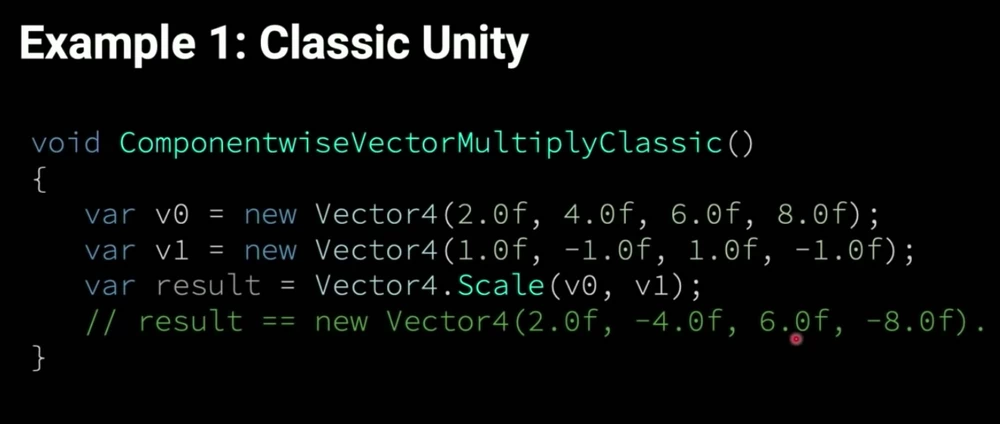 Example 1: Classic Unity
void ComponentwiseVectorMultiplyClassic()
{
var v0 = new Vector4(2.0f, 4.0f, 6.0f, 8.0f);
var v1 = new Vector4(1.0f, -1.0f, 1.0f, -1.0f);
var result = Vector4.Scale(v0, v1);
// result == new Vector4(2.0f, -4.0f, 6.0f, -8.0f).
}